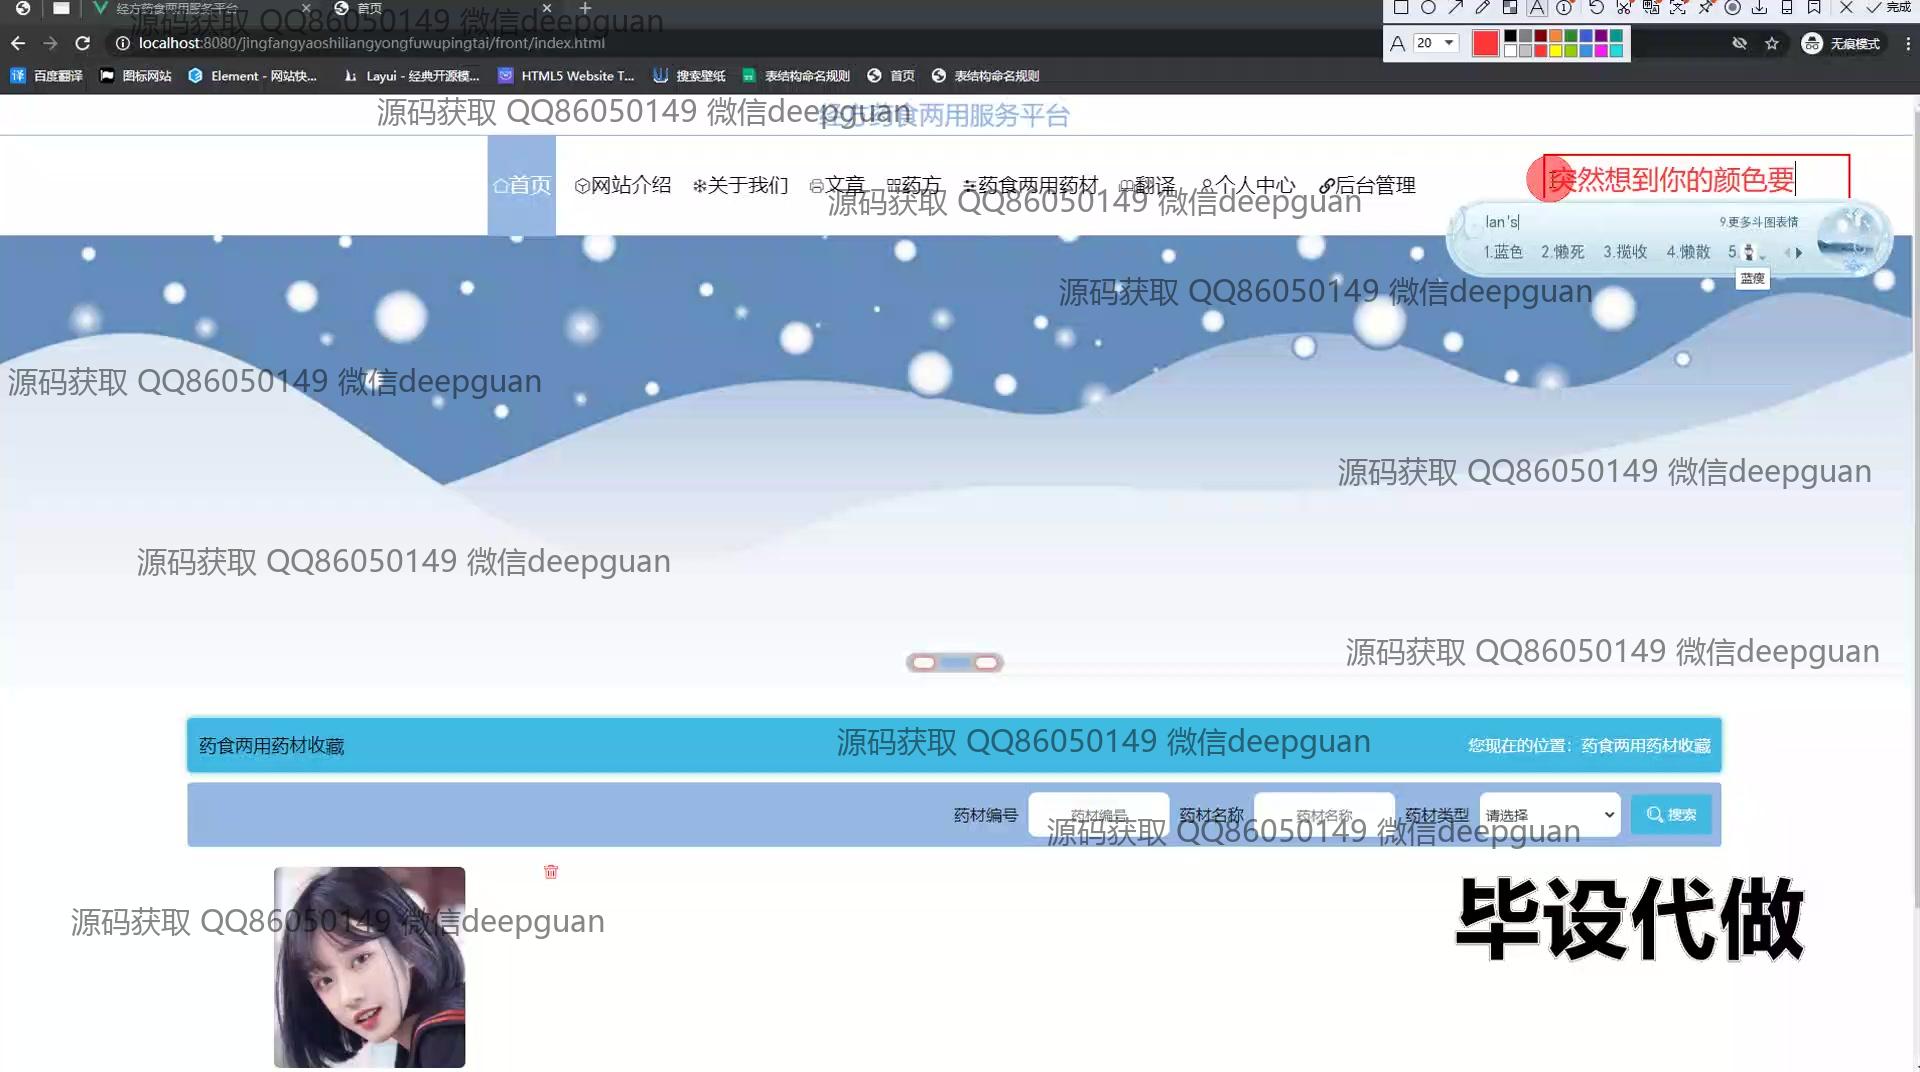 经方药食两用服务平台
首页
完成
源码获取 QQ86050149 微信deepguan
localhost:8080/jingfangyaoshiliangyongfuwupingtai/front/index.html
A 20
无痕模式
百度翻译 图标网站 Element - 网站快... Layui - 经典开源模... HTML5 Website T... 搜索壁纸 表结构命名规则 首页 表结构命名规则
源码获取 QQ86050149 微信deepguan
经方药食两用服务平台
首页 网站介绍 关于我们 文章 药方 药食两用药材 翻译 个人中心 后台管理
突然想到你的颜色要
源码获取 QQ86050149 微信deepguan
lan's 9.更多斗图表情
1.蓝色 2.懒死 3.揽收 4.懒散 5.
蓝瘦
源码获取 QQ86050149 微信deepguan
源码获取 QQ86050149 微信deepguan
源码获取 QQ86050149 微信deepguan
源码获取 QQ86050149 微信deepguan
源码获取 QQ86050149 微信deepguan
药食两用药材收藏
源码获取 QQ86050149 微信deepguan
您现在的位置：药食两用药材收藏
药材编号 药材编号 药材名称 药材名称 药材类型 请选择 搜索
源码获取 QQ86050149 微信deepguan
源码获取 QQ86050149 微信deepguan
毕设代做